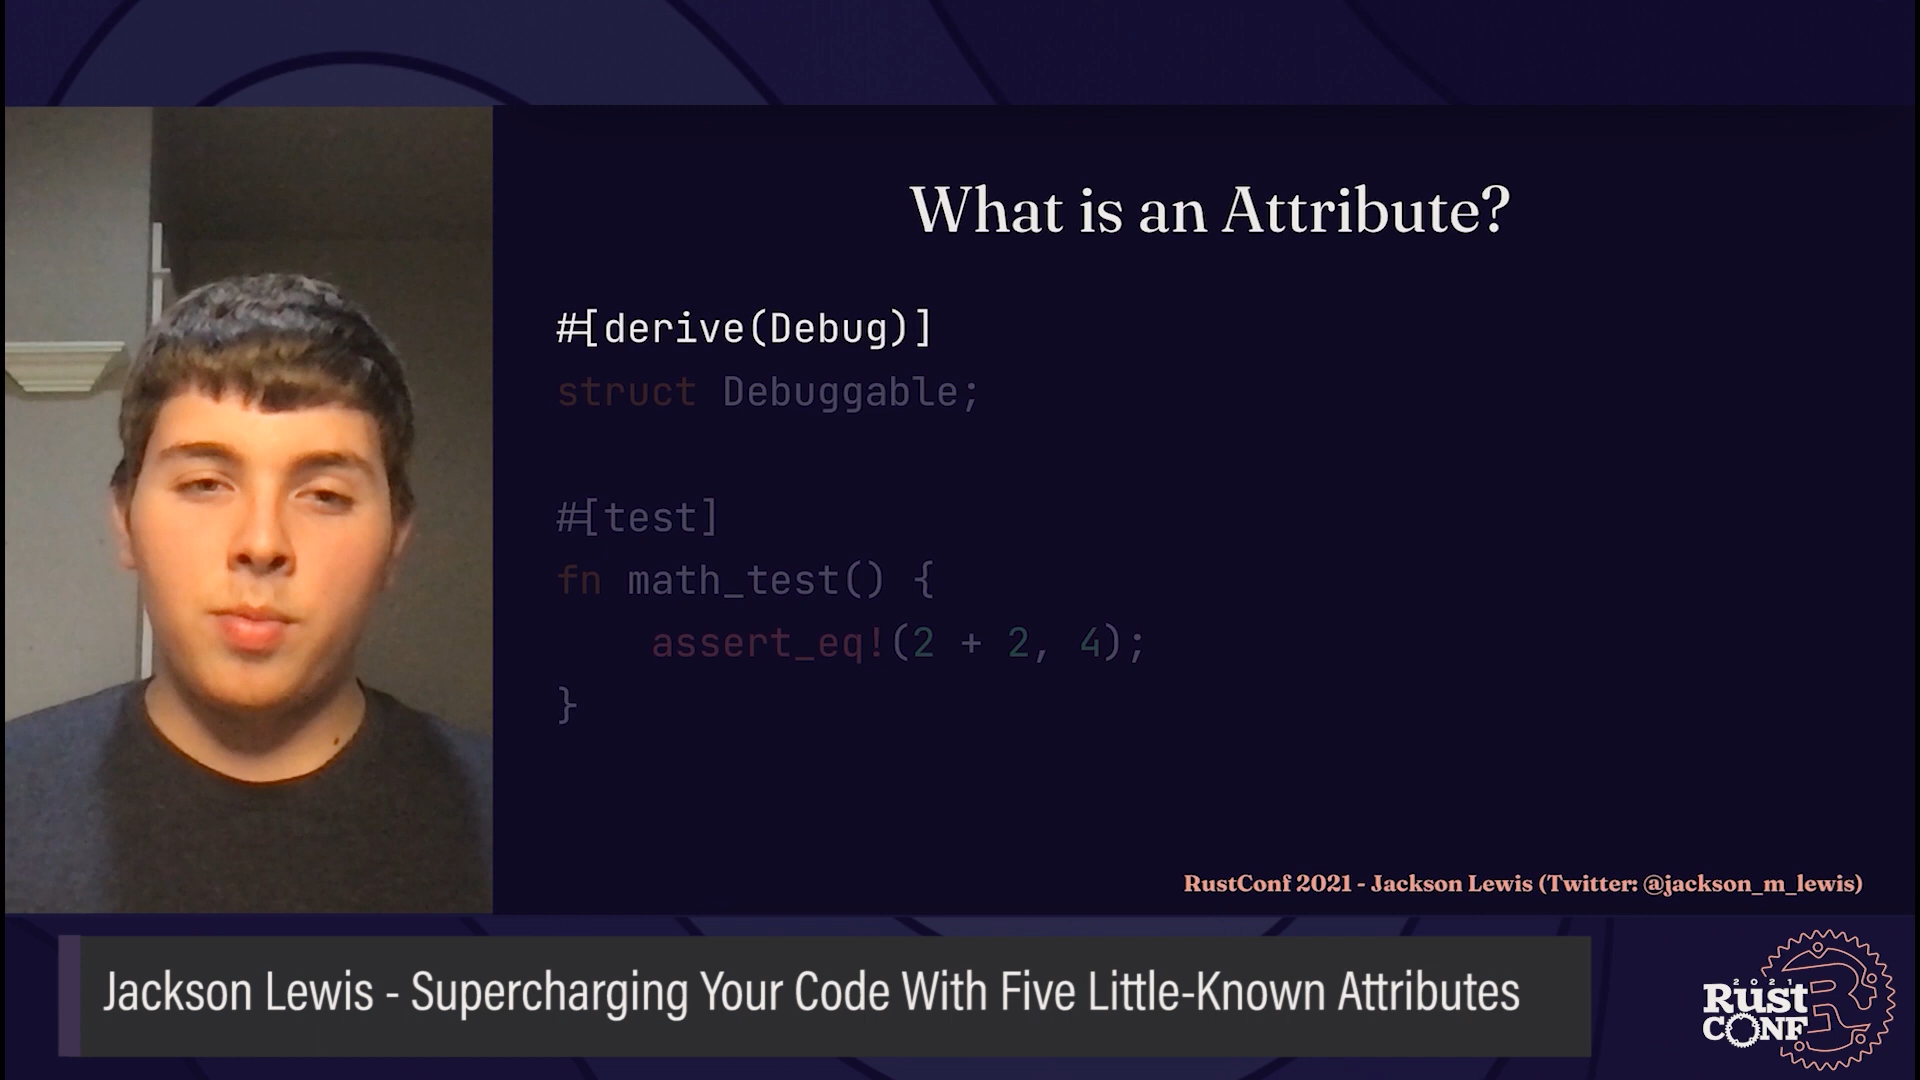 What is an Attribute?
#[derive(Debug)]
struct Debuggable;
#[test]
fn math_test() {
    assert_eq!(2 + 2, 4);
}
RustConf 2021 - Jackson Lewis (Twitter: @jackson_m_lewis)
Jackson Lewis - Supercharging Your Code With Five Little-Known Attributes
2021
Rust
CONF
R